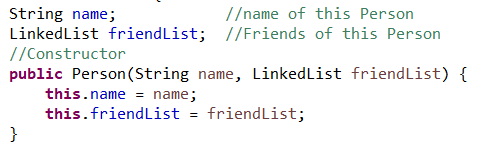 String name;            //name of this Person
LinkedList friendList;  //Friends of this Person
//Constructor
public Person(String name, LinkedList friendList) {
    this.name = name;
    this.friendList = friendList;
}